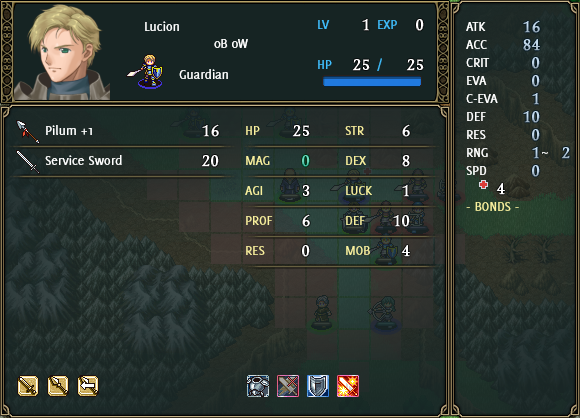 Lucion
LV 1 EXP 0
oB oW
Guardian
HP 25 / 25
Pilum +1 16
Service Sword 20
HP 25 STR 6
MAG 0 DEX 8
AGI 3 LUCK 1
PROF 6 DEF 10
RES 0 MOB 4
ATK 16
ACC 84
CRIT 0
EVA 0
C-EVA 1
DEF 10
RES 0
RNG 1~ 2
SPD 0
4
- BONDS -